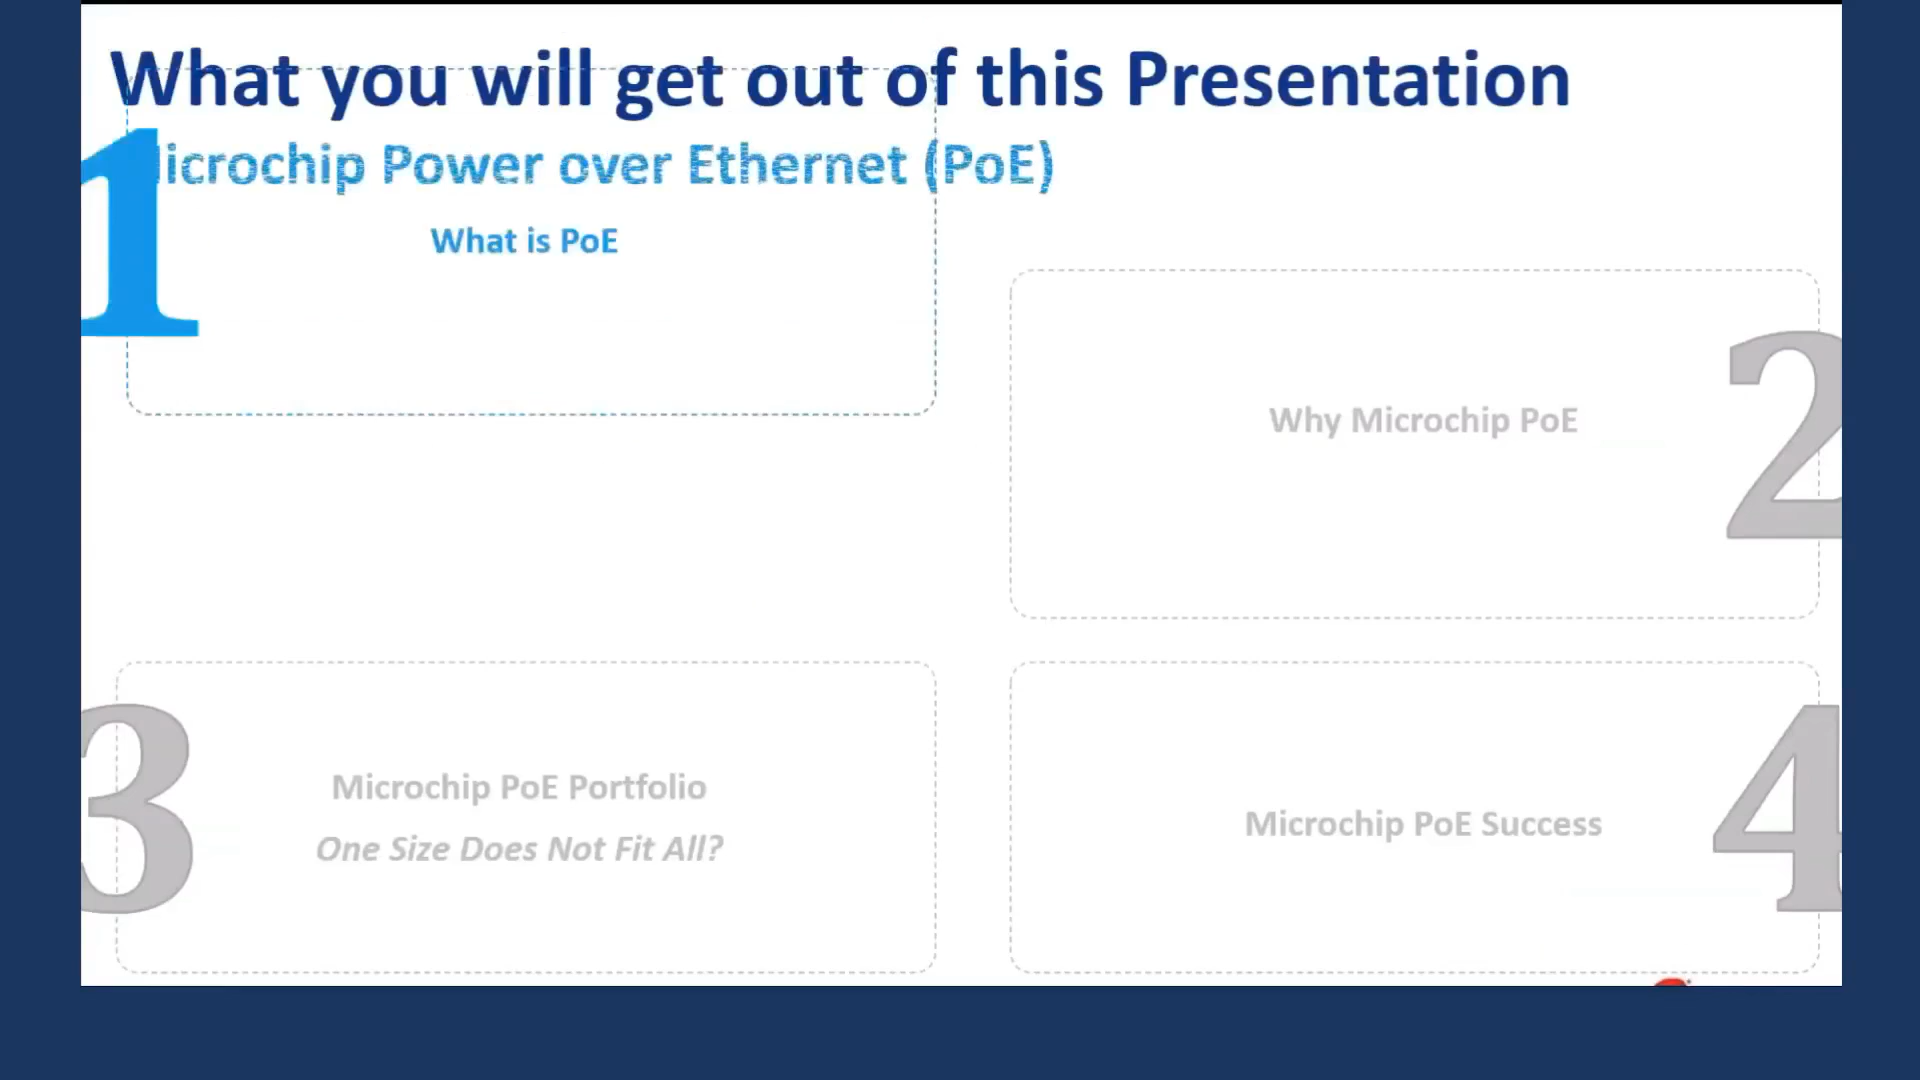 What you will get out of this Presentation
Microchip Power over Ethernet (PoE)
1
What is PoE
2
Why Microchip PoE
3
Microchip PoE Portfolio
One Size Does Not Fit All?
4
Microchip PoE Success